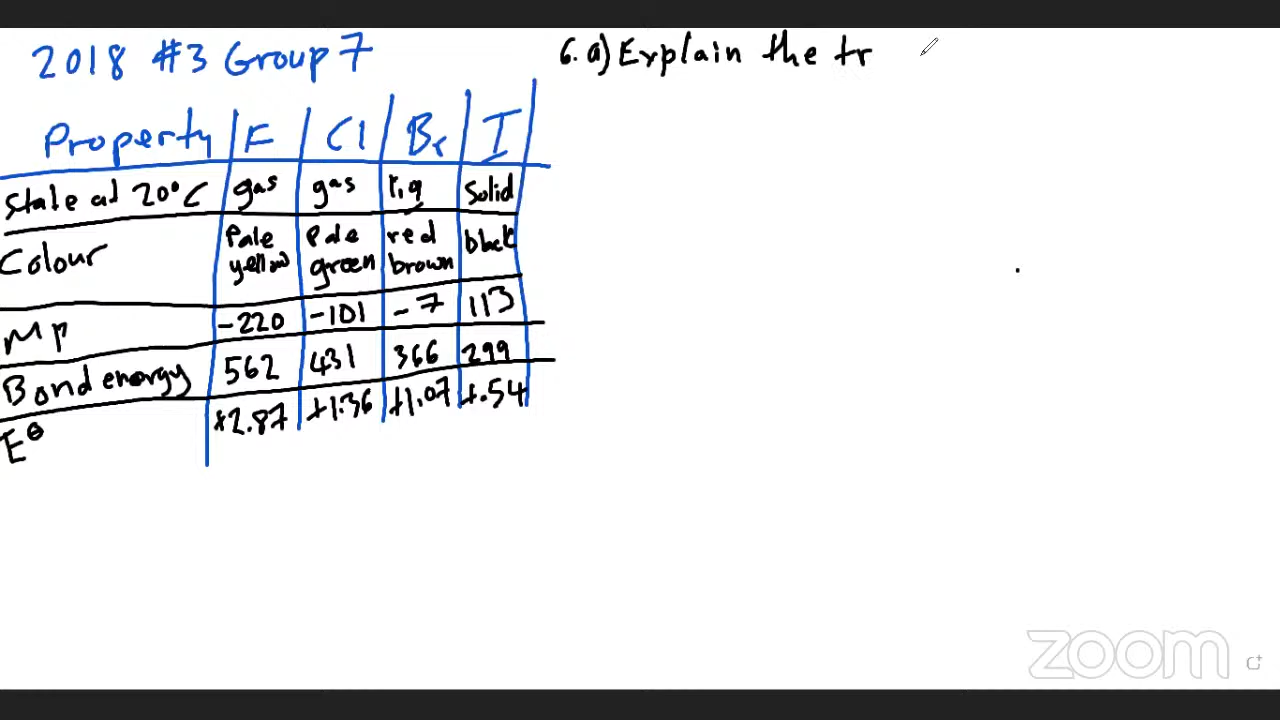 2018 #3 Group 7
6. a) Explain the tr
Property F Cl Br I
State at 20°C gas gas liq solid
Colour Pale yellow Pale green red brown black
Mp -220 -101 -7 113
Bond energy 562 431 366 299
E⊖ +2.87 +1.36 +1.07 +.54
zoom